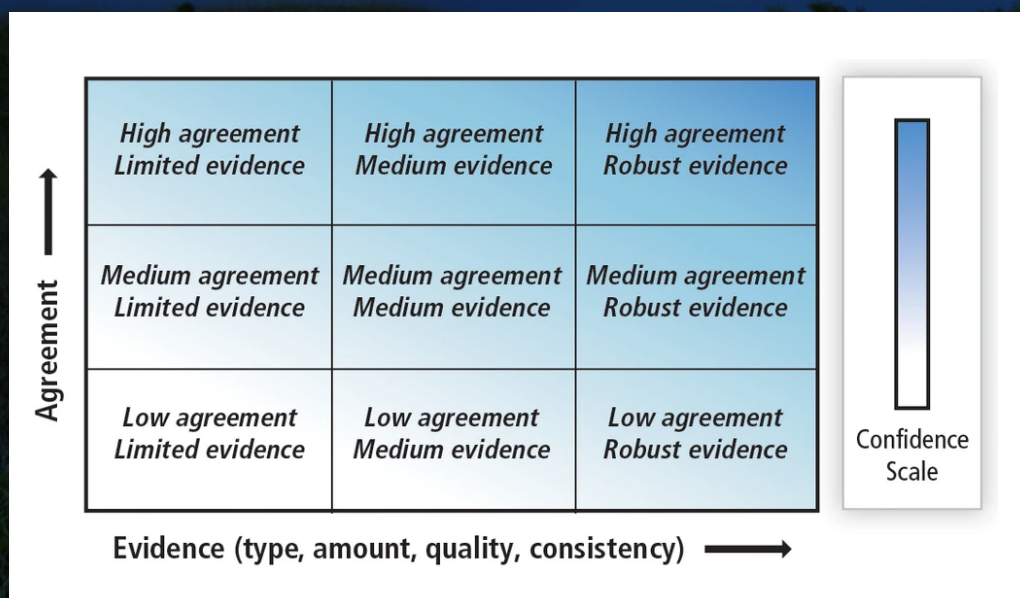 High agreement
Limited evidence
High agreement
Medium evidence
High agreement
Robust evidence
Medium agreement
Limited evidence
Medium agreement
Medium evidence
Medium agreement
Robust evidence
Low agreement
Limited evidence
Low agreement
Medium evidence
Low agreement
Robust evidence
Agreement
Evidence (type, amount, quality, consistency)
Confidence
Scale